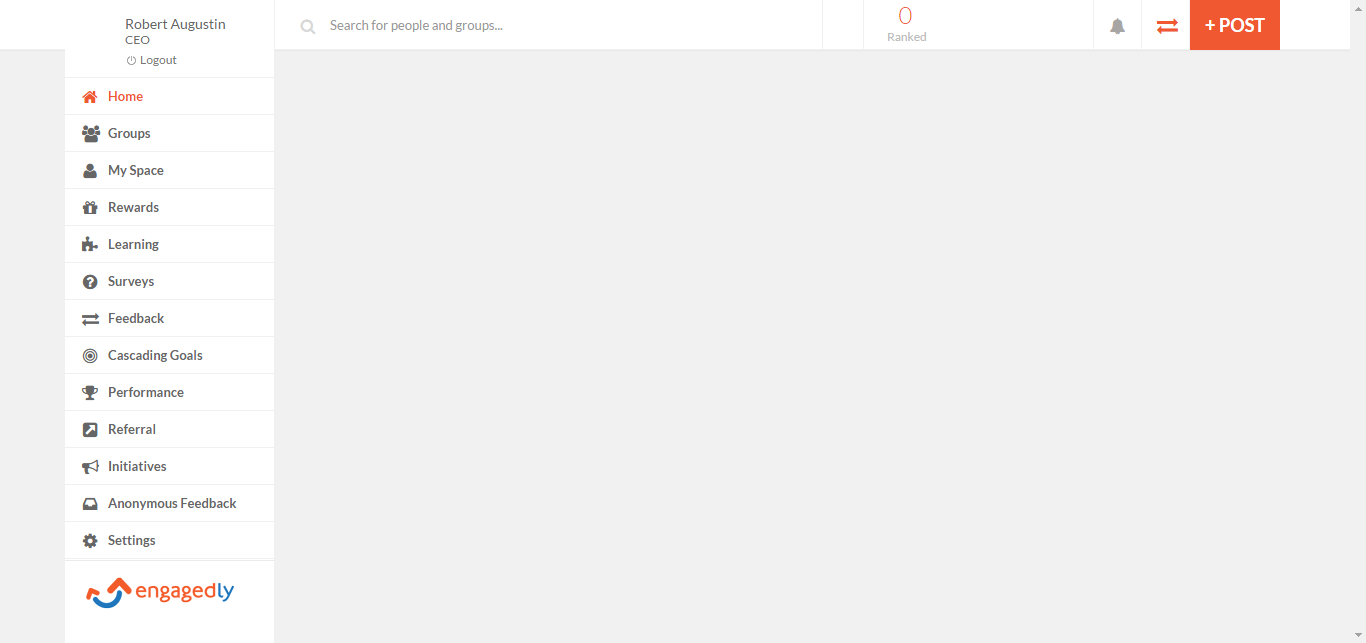 Robert Augustin
CEO
Logout
Search for people and groups...
0
Ranked
+ POST
Home
Groups
My Space
Rewards
Learning
Surveys
Feedback
Cascading Goals
Performance
Referral
Initiatives
Anonymous Feedback
Settings
engagedly